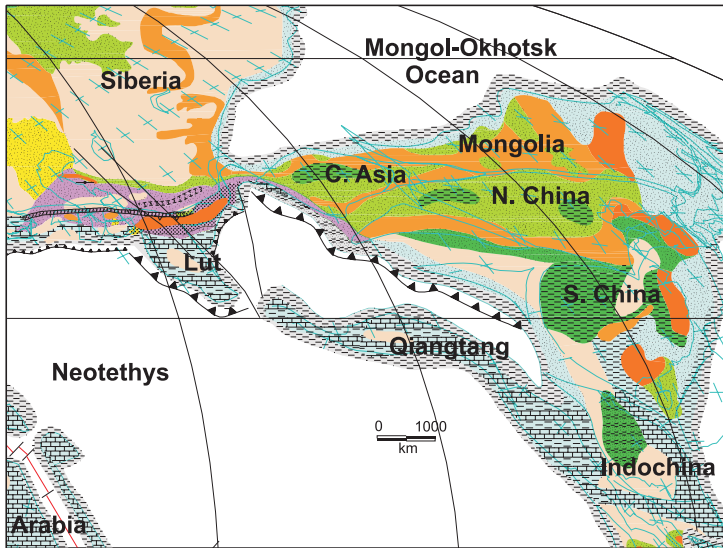 Mongol-Okhotsk
Ocean
Siberia
Mongolia
C. Asia
N. China
Lut
S. China
Qiangtang
Neotethys
0 1000
km
Indochina
Arabia